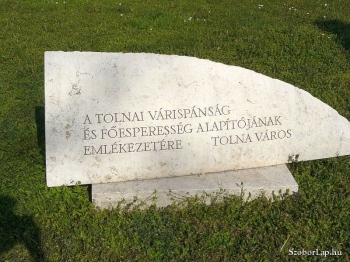 A TOLNAI VÁRISPÁNSÁG
ÉS FŐESPERESSÉG ALAPÍTÓJÁNAK
EMLÉKEZETÉRE TOLNA VÁROS
SzoborLap.hu